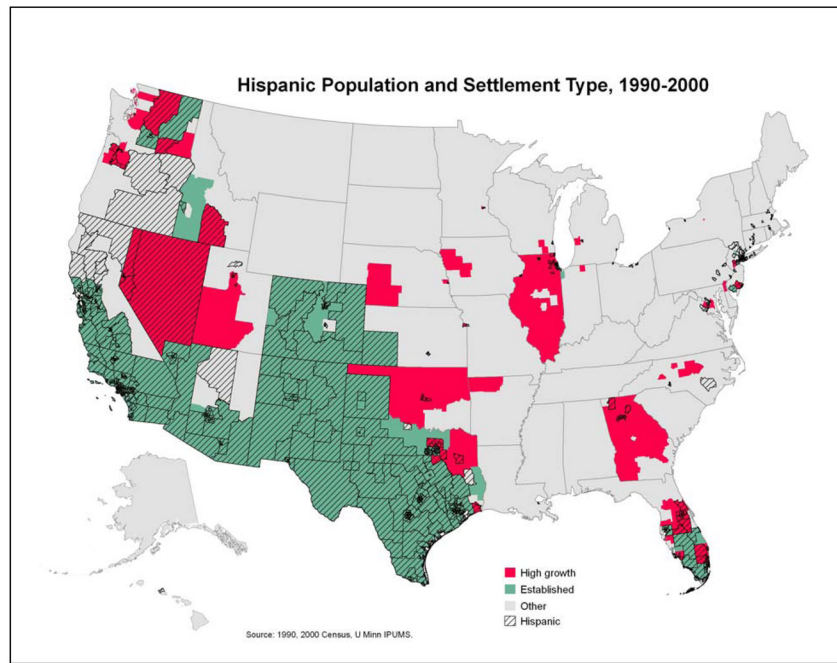 Hispanic Population and Settlement Type, 1990-2000
High growth
Established
Other
Hispanic
Source: 1990, 2000 Census, U Minn IPUMS.